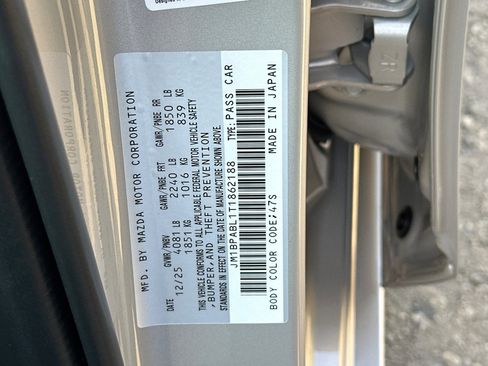 MFD. BY MAZDA MOTOR CORPORATION
DATE GVWR/PNBV GAWR/PNBE FRT GAWR/PNBE RR
12/25 4081 LB 2240 LB 1850 LB
1851 KG 1016 KG 839 KG
THIS VEHICLE CONFORMS TO ALL APPLICABLE FEDERAL MOTOR VEHICLE SAFETY
,BUMPER,AND THEFT PREVENTION
STANDARDS IN EFFECT ON THE DATE OF MANUFACTURE SHOWN ABOVE.
JM1BPABL1T1862188 TYPE: PASS CAR
BODY COLOR CODE;47S MADE IN JAPAN